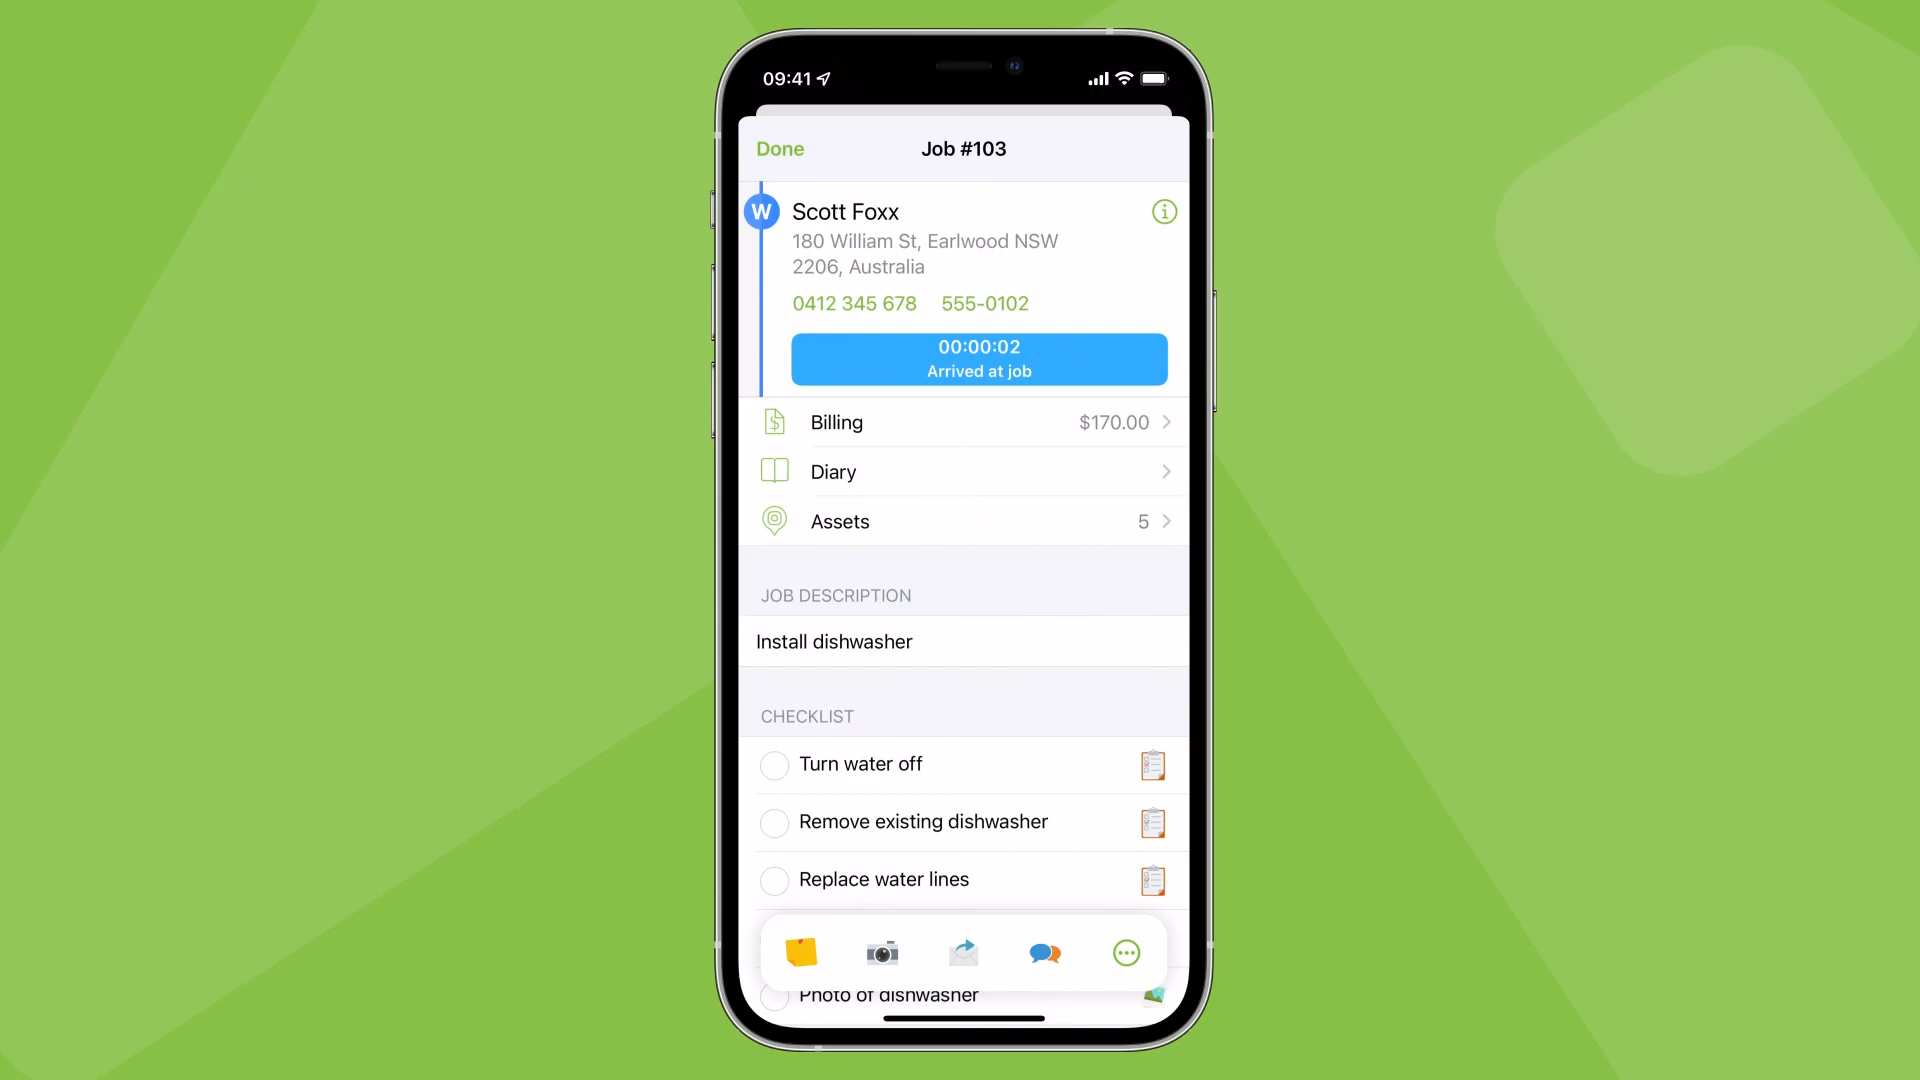 09:41
Done
Job #103
W
Scott Foxx
180 William St, Earlwood NSW
2206, Australia
0412 345 678 555-0102
00:00:02
Arrived at job
Billing $170.00
Diary
Assets 5
JOB DESCRIPTION
Install dishwasher
CHECKLIST
Turn water off
Remove existing dishwasher
Replace water lines
Photo of dishwasher